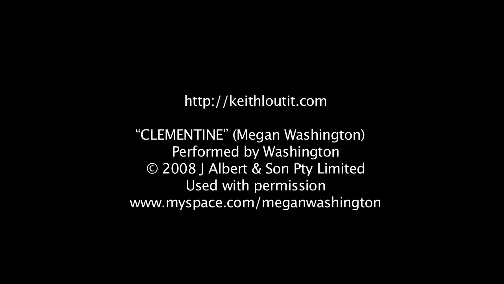 http://keithloutit.com
“CLEMENTINE” (Megan Washington)
Performed by Washington
© 2008 J Albert & Son Pty Limited
Used with permission
www.myspace.com/meganwashington